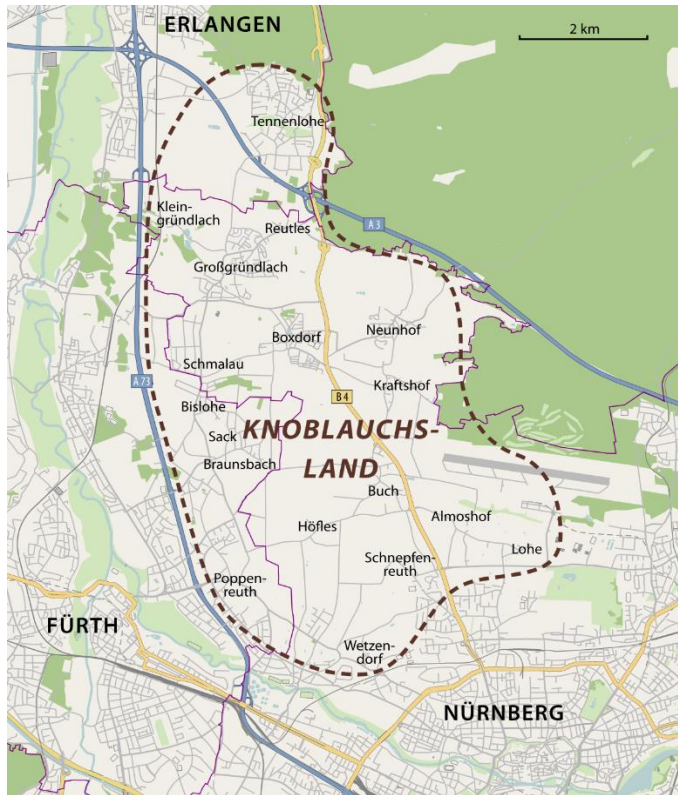 ERLANGEN
2 km
Tennenlohe
Klein-
gründlach
Reutles
A 3
Großgründlach
Boxdorf
Neunhof
Schmalau
A 73
Kraftshof
B 4
Bislohe
Sack
KNOBLAUCHS-
LAND
Braunsbach
Buch
Höfles
Almoshof
Lohe
Schnepfen-
reuth
Poppen-
reuth
FÜRTH
Wetzen-
dorf
NÜRNBERG